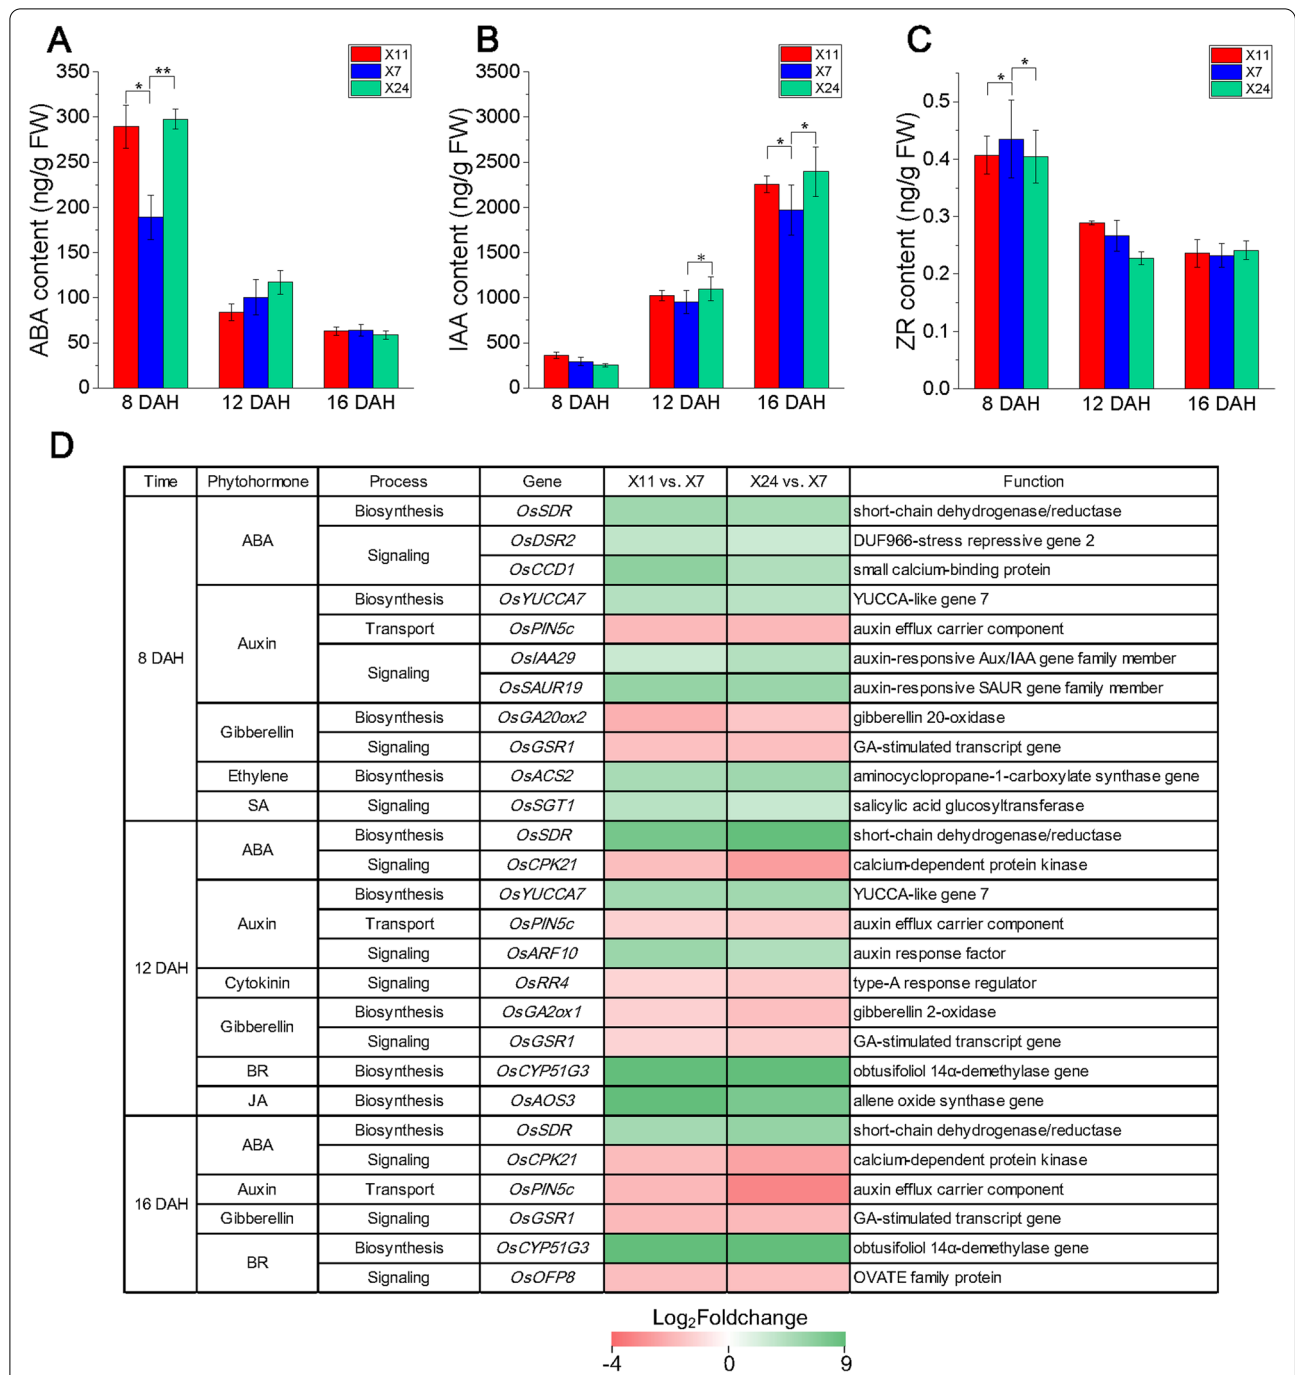 A
X11
X7
X24
350
300
250
200
150
100
50
0
ABA content (ng/g FW)
* **
8 DAH 12 DAH 16 DAH
B
X11
X7
X24
3500
3000
2500
2000
1500
1000
500
0
IAA content (ng/g FW)
* * *
8 DAH 12 DAH 16 DAH
C
X11
X7
X24
0.5
0.4
0.3
0.2
0.1
0.0
ZR content (ng/g FW)
* *
8 DAH 12 DAH 16 DAH
D
Time Phytohormone Process Gene X11 vs. X7 X24 vs. X7 Function
8 DAH ABA Biosynthesis OsSDR short-chain dehydrogenase/reductase
Signaling OsDSR2 DUF966-stress repressive gene 2
OsCCD1 small calcium-binding protein
Auxin Biosynthesis OsYUCCA7 YUCCA-like gene 7
Transport OsPIN5c auxin efflux carrier component
Signaling OsIAA29 auxin-responsive Aux/IAA gene family member
OsSAUR19 auxin-responsive SAUR gene family member
Gibberellin Biosynthesis OsGA20ox2 gibberellin 20-oxidase
Signaling OsGSR1 GA-stimulated transcript gene
Ethylene Biosynthesis OsACS2 aminocyclopropane-1-carboxylate synthase gene
SA Signaling OsSGT1 salicylic acid glucosyltransferase
12 DAH ABA Biosynthesis OsSDR short-chain dehydrogenase/reductase
Signaling OsCPK21 calcium-dependent protein kinase
Auxin Biosynthesis OsYUCCA7 YUCCA-like gene 7
Transport OsPIN5c auxin efflux carrier component
Signaling OsARF10 auxin response factor
Cytokinin Signaling OsRR4 type-A response regulator
Gibberellin Biosynthesis OsGA2ox1 gibberellin 2-oxidase
Signaling OsGSR1 GA-stimulated transcript gene
BR Biosynthesis OsCYP51G3 obtusifoliol 14α-demethylase gene
JA Biosynthesis OsAOS3 allene oxide synthase gene
16 DAH ABA Biosynthesis OsSDR short-chain dehydrogenase/reductase
Signaling OsCPK21 calcium-dependent protein kinase
Auxin Transport OsPIN5c auxin efflux carrier component
Gibberellin Signaling OsGSR1 GA-stimulated transcript gene
BR Biosynthesis OsCYP51G3 obtusifoliol 14α-demethylase gene
Signaling OsOFP8 OVATE family protein
Log₂Foldchange
-4 0 9